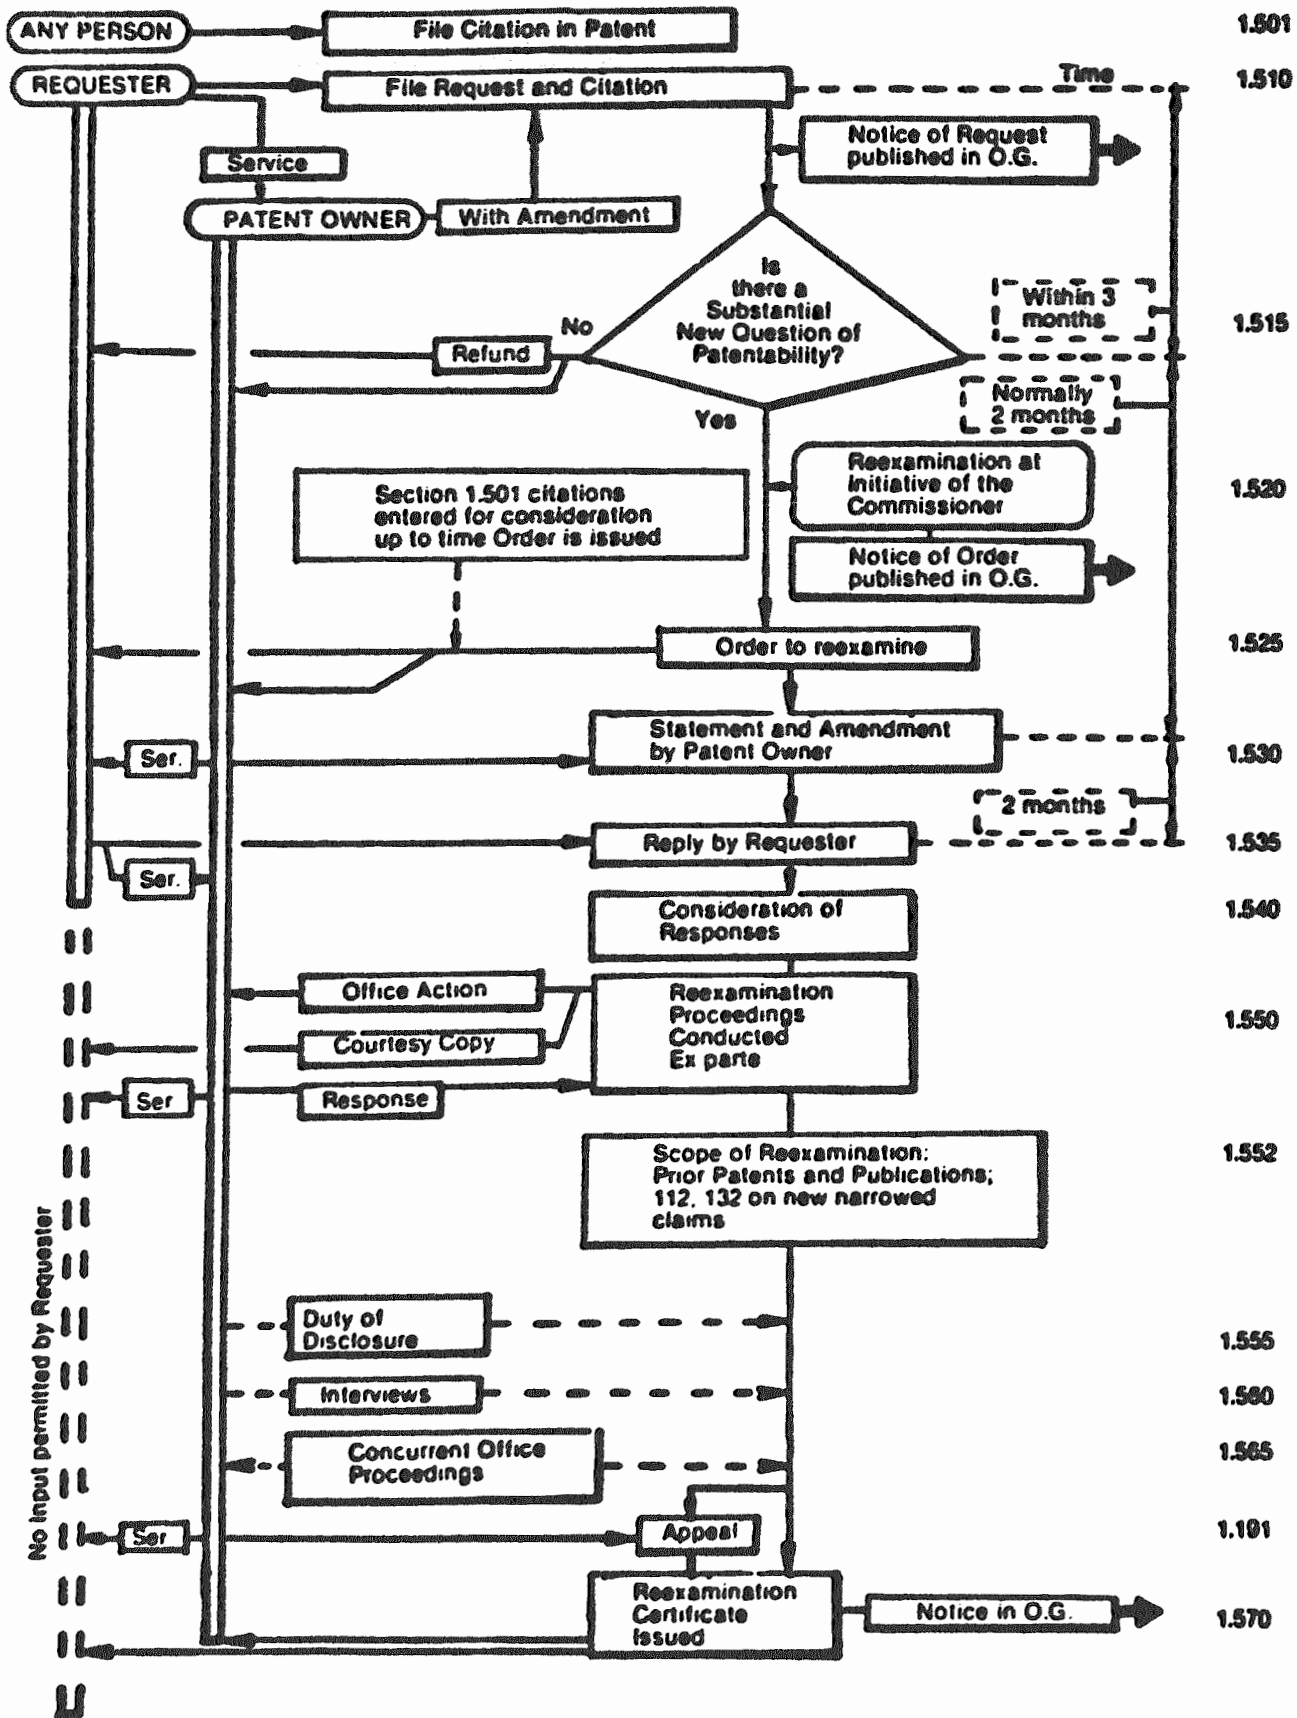 ANY PERSON
File Citation in Patent
1.501
REQUESTER
File Request and Citation
Time
1.510
Notice of Request
published in O.G.
Service
PATENT OWNER
With Amendment
Is
there a
Substantial
New Question of
Patentability?
Within 3
months
1.515
No
Refund
Normally
2 months
Yes
Reexamination at
Initiative of the
Commissioner
1.520
Section 1.501 citations
entered for consideration
up to time Order is issued
Notice of Order
published in O.G.
Order to reexamine
1.525
Statement and Amendment
by Patent Owner
Ser.
1.530
2 months
Reply by Requester
1.535
Ser.
Consideration of
Responses
1.540
Office Action
Reexamination
Proceedings
Conducted
Ex parte
1.550
Courtesy Copy
Ser
Response
Scope of Reexamination:
Prior Patents and Publications;
112, 132 on new narrowed
claims
1.552
No input permitted by Requester
Duty of
Disclosure
1.555
Interviews
1.560
Concurrent Office
Proceedings
1.565
Ser
Appeal
1.191
Reexamination
Certificate
Issued
Notice in O.G.
1.570